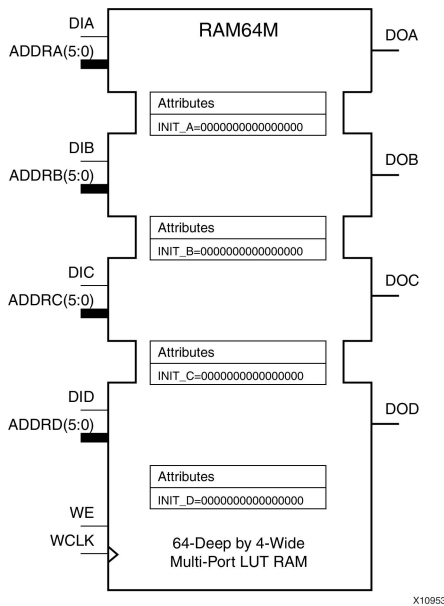 RAM64M
DIA
DOA
ADDRA(5:0)
Attributes
INIT_A=0000000000000000
DIB
DOB
ADDRB(5:0)
Attributes
INIT_B=0000000000000000
DIC
DOC
ADDRC(5:0)
Attributes
INIT_C=0000000000000000
DID
DOD
ADDRD(5:0)
Attributes
INIT_D=0000000000000000
WE
WCLK
64-Deep by 4-Wide
Multi-Port LUT RAM
X10953